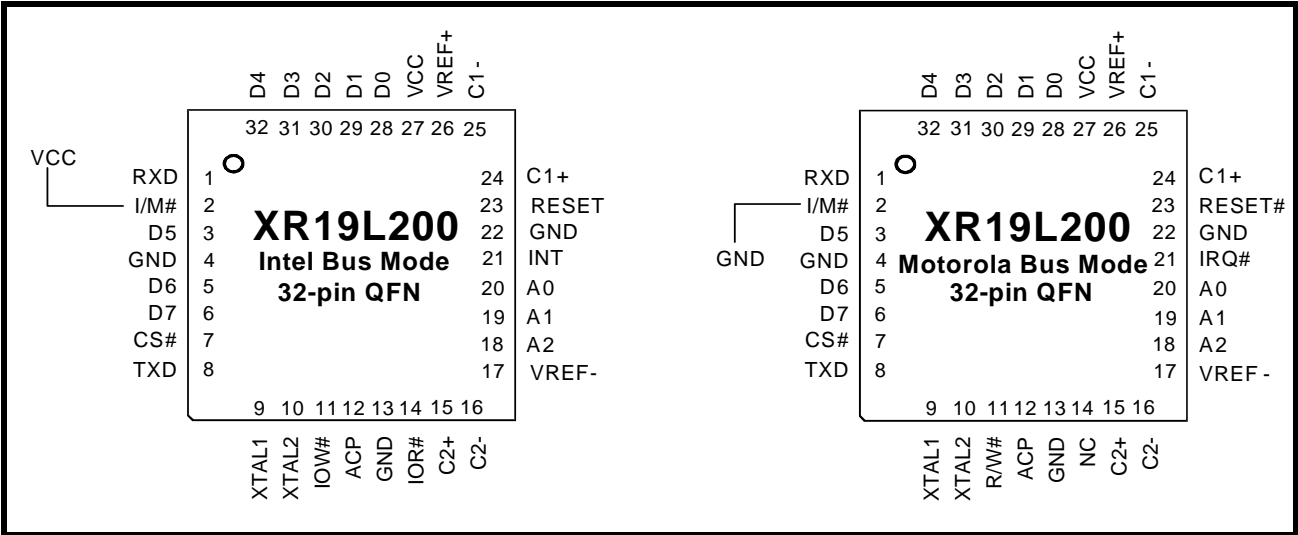 D4 D3 D2 D1 D0 VCC VREF+ C1 -
32 31 30 29 28 27 26 25
VCC
RXD 1 24 C1+
I/M# 2 23 RESET
D5 3 22 GND
GND 4 21 INT
D6 5 20 A0
D7 6 19 A1
CS# 7 18 A2
TXD 8 17 VREF-
XR19L200
Intel Bus Mode
32-pin QFN
9 10 11 12 13 14 15 16
XTAL1 XTAL2 IOW# ACP GND IOR# C2+ C2-
D4 D3 D2 D1 D0 VCC VREF+ C1 -
32 31 30 29 28 27 26 25
RXD 1 24 C1+
I/M# 2 23 RESET#
D5 3 22 GND
GND
GND 4 21 IRQ#
D6 5 20 A0
D7 6 19 A1
CS# 7 18 A2
TXD 8 17 VREF -
XR19L200
Motorola Bus Mode
32-pin QFN
9 10 11 12 13 14 15 16
XTAL1 XTAL2 R/W# ACP GND NC C2+ C2-